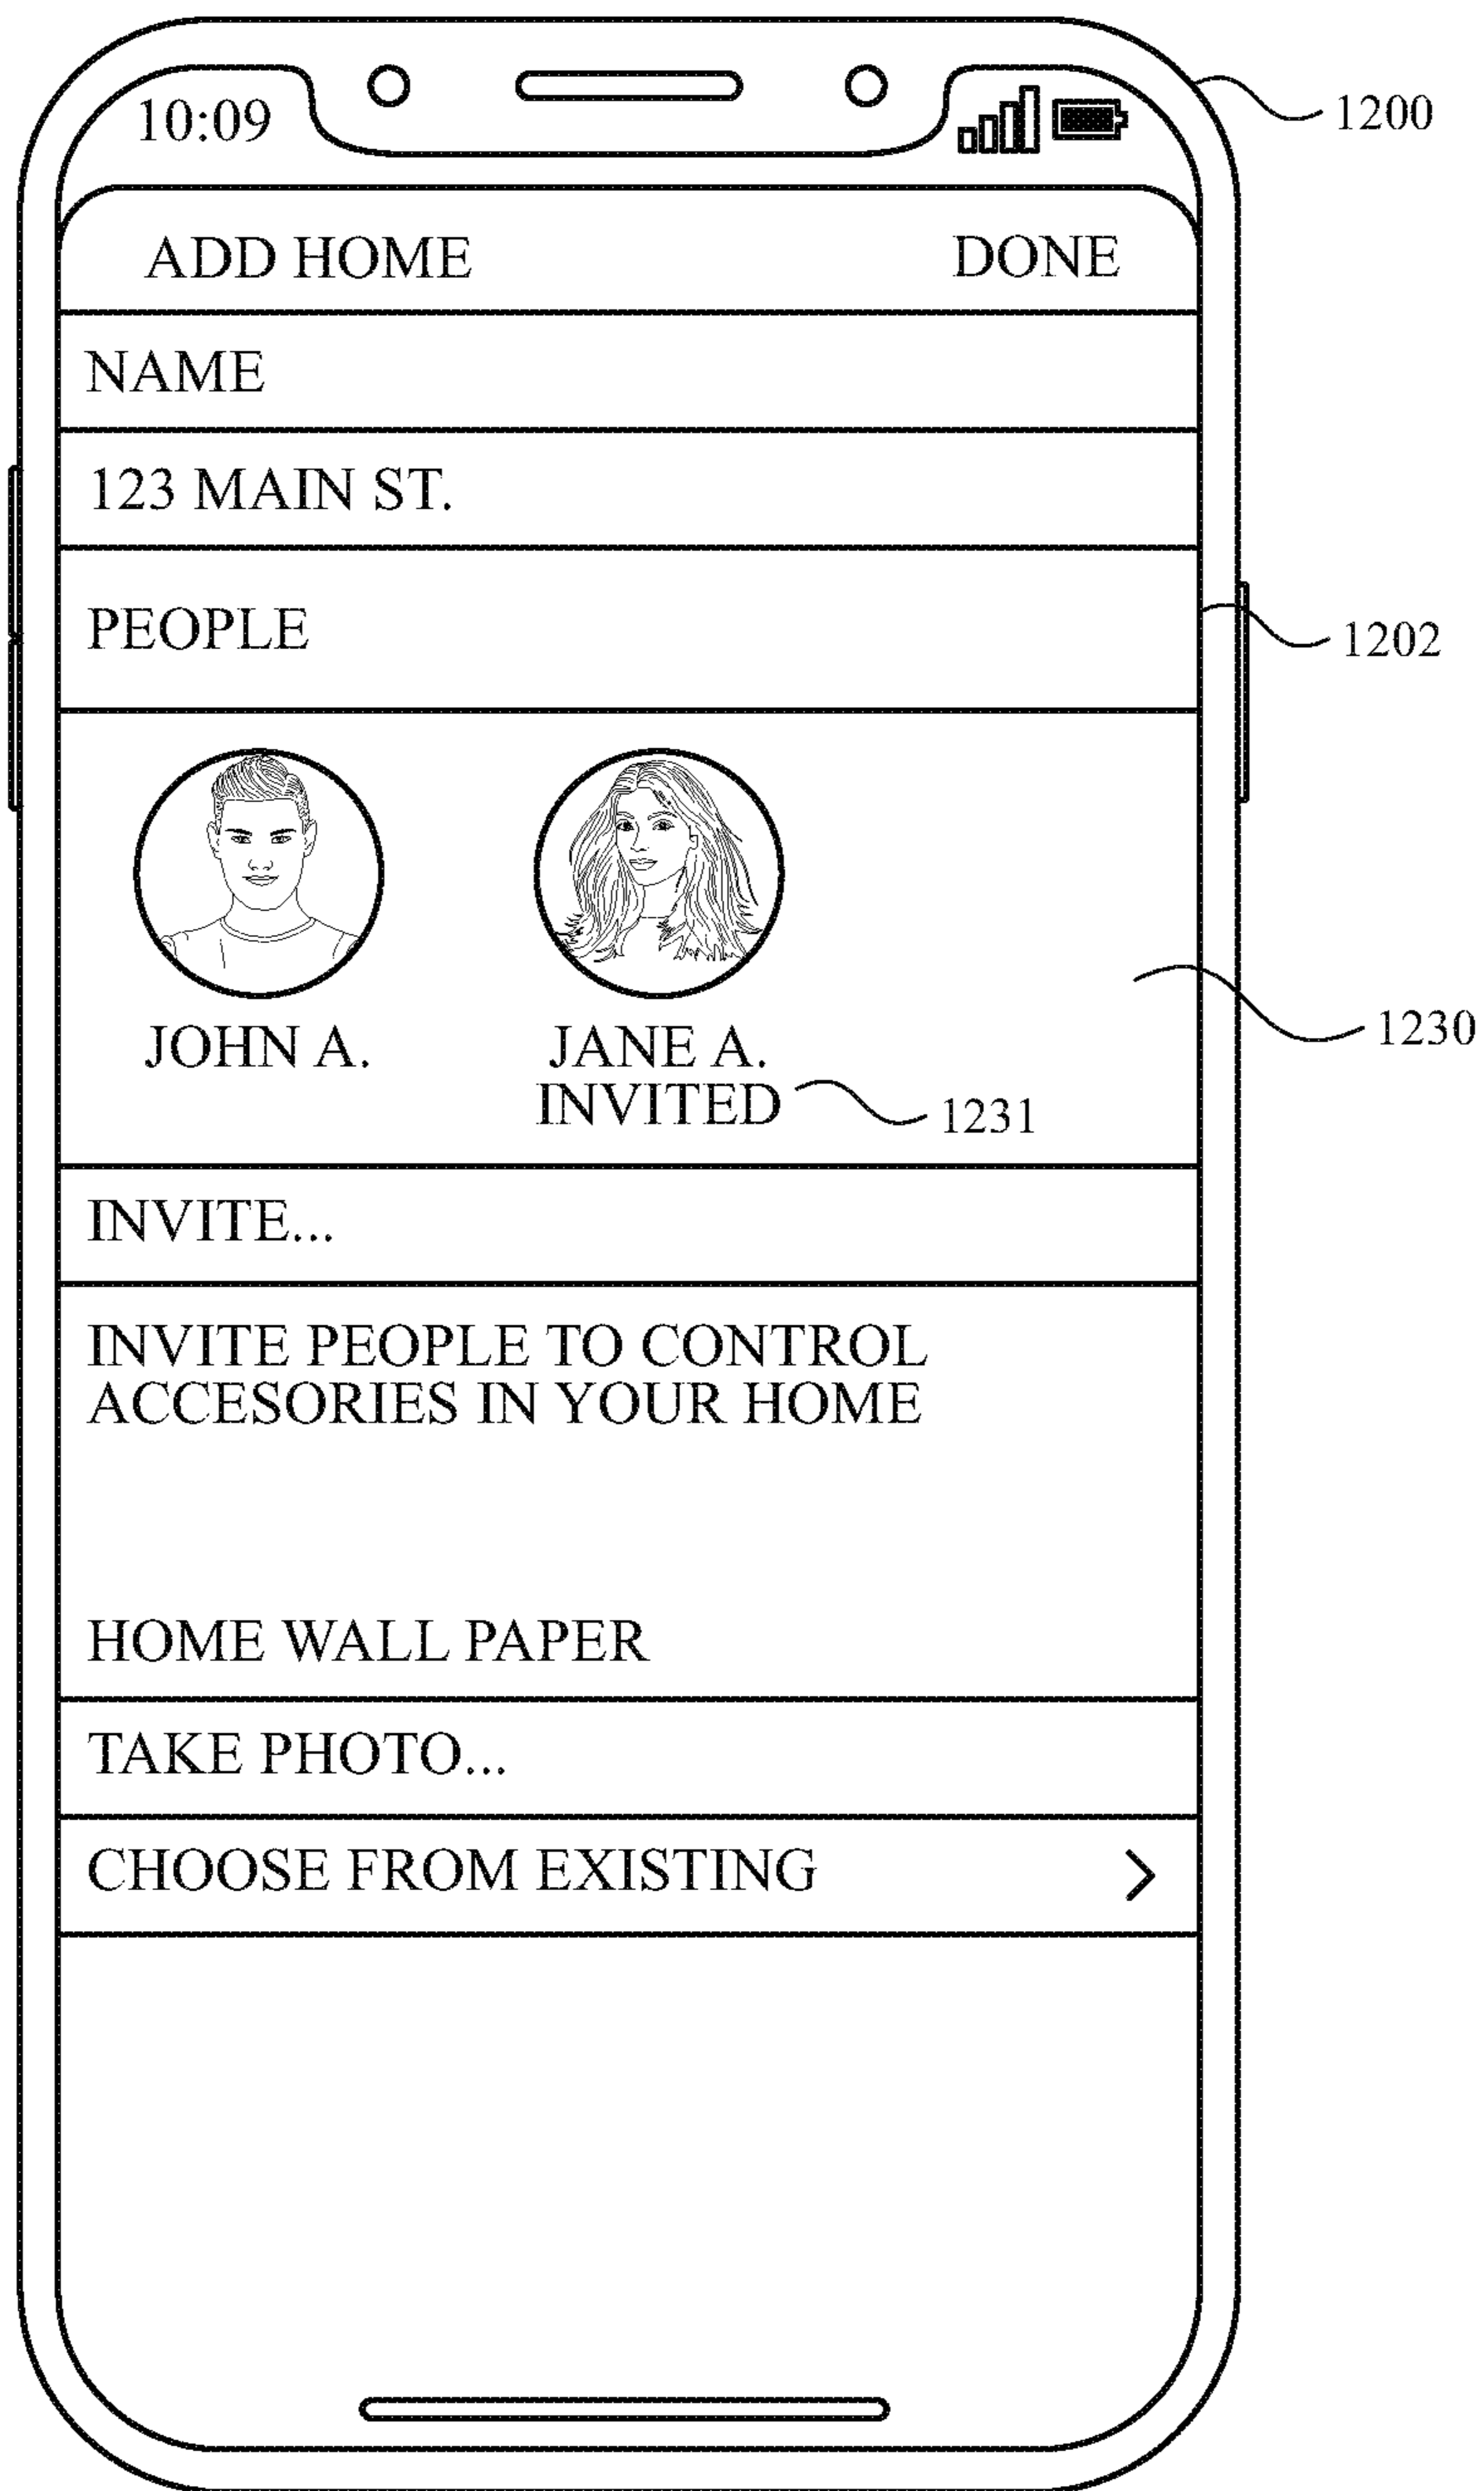 10:09
1200
ADD HOME DONE
NAME
123 MAIN ST.
PEOPLE
1202
JOHN A. JANE A.
INVITED
1230
1231
INVITE...
INVITE PEOPLE TO CONTROL
ACCESORIES IN YOUR HOME
HOME WALL PAPER
TAKE PHOTO...
CHOOSE FROM EXISTING